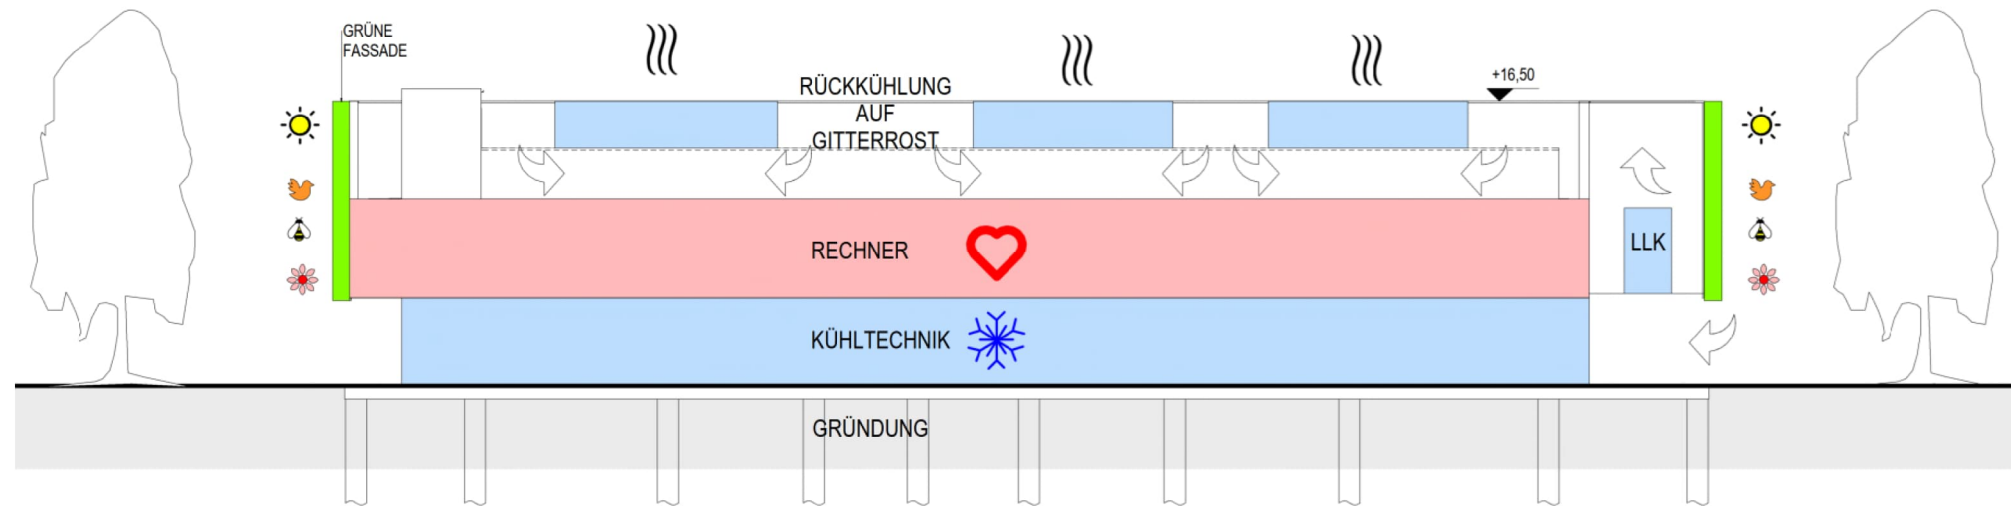 GRÜNE
FASSADE
RÜCKKÜHLUNG
AUF
GITTERROST
+16,50
RECHNER
LLK
KÜHLTECHNIK
GRÜNDUNG